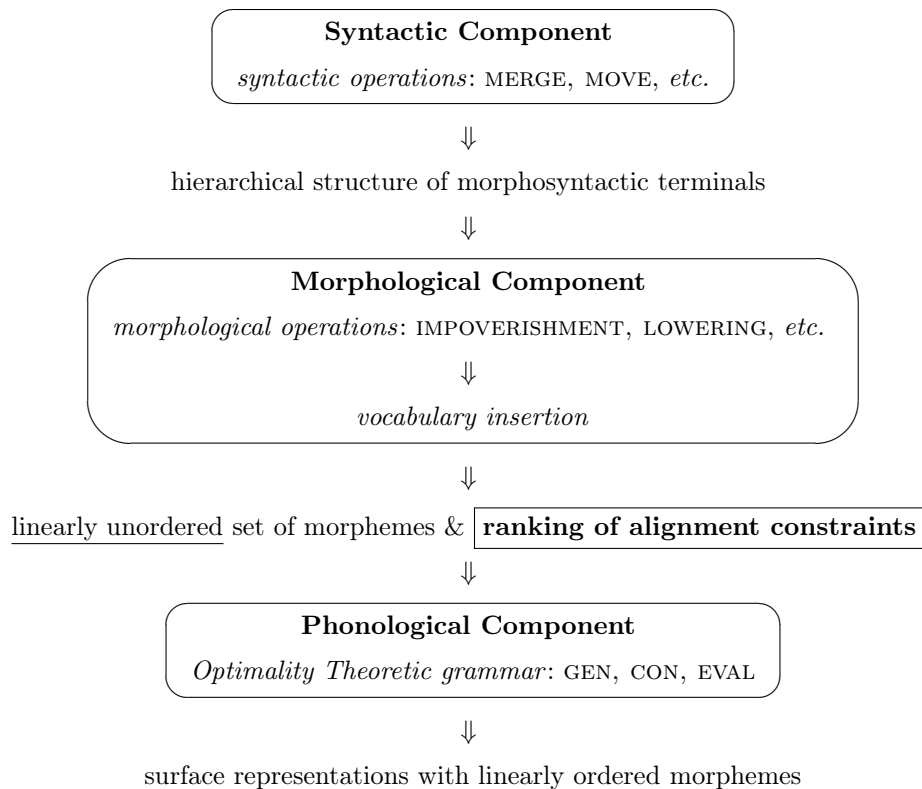 Syntactic Component
syntactic operations: MERGE, MOVE, etc.
⇓
hierarchical structure of morphosyntactic terminals
⇓
Morphological Component
morphological operations: IMPOVERISHMENT, LOWERING, etc.
⇓
vocabulary insertion
⇓
linearly unordered set of morphemes & ranking of alignment constraints
⇓
Phonological Component
Optimality Theoretic grammar: GEN, CON, EVAL
⇓
surface representations with linearly ordered morphemes